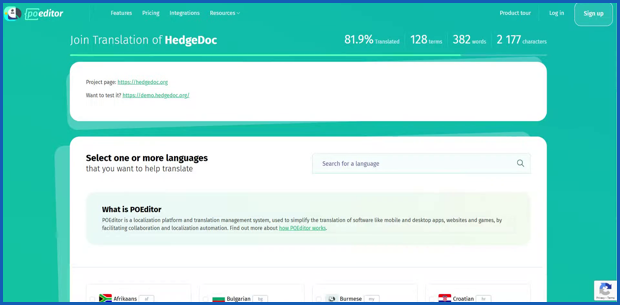 poeditor
Features Pricing Integrations Resources Product tour Log in Sign up
Join Translation of HedgeDoc 81.9% Translated 128 terms 382 words 2 177 characters
Project page: https://hedgedoc.org
Want to test it? https://demo.hedgedoc.org/
Select one or more languages
that you want to help translate
Search for a language
What is POEditor
POEditor is a localization platform and translation management system, used to simplify the translation of software like mobile and desktop apps, websites and games, by
facilitating collaboration and localization automation. Find out more about how POEditor works.
Afrikaans af Bulgarian bg Burmese my Croatian hr